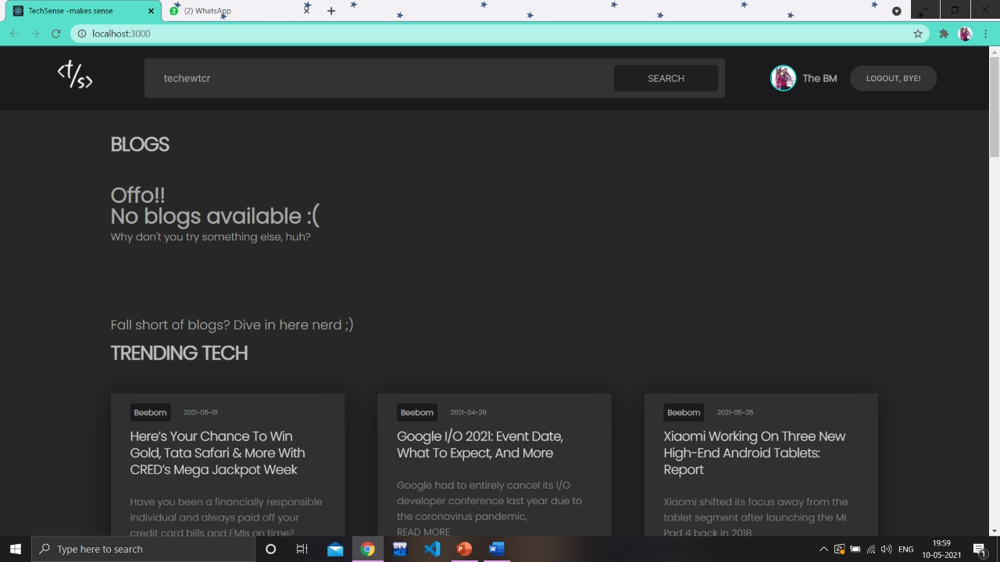 TechSense -makes sense
2
(2) WhatsApp
localhost:3000
<t/s>
techewtcr
SEARCH
The BM
LOGOUT, BYE!
BLOGS
Offo!!
No blogs available :(
Why don't you try something else, huh?
Fall short of blogs? Dive in here nerd ;)
TRENDING TECH
Beebom 2021-05-01
Here’s Your Chance To Win
Gold, Tata Safari & More With
CRED’s Mega Jackpot Week
Have you been a financially responsible
individual and always paid off your
credit card bills and EMIs on time?
Beebom 2021-04-29
Google I/O 2021: Event Date,
What To Expect, And More
Google had to entirely cancel its I/O
developer conference last year due to
the coronavirus pandemic,
READ MORE
Beebom 2021-05-05
Xiaomi Working On Three New
High-End Android Tablets:
Report
Xiaomi shifted its focus away from the
tablet segment after launching the Mi
Pad 4 back in 2018.
Type here to search
DEV
ENG
19:59
10-05-2021
1